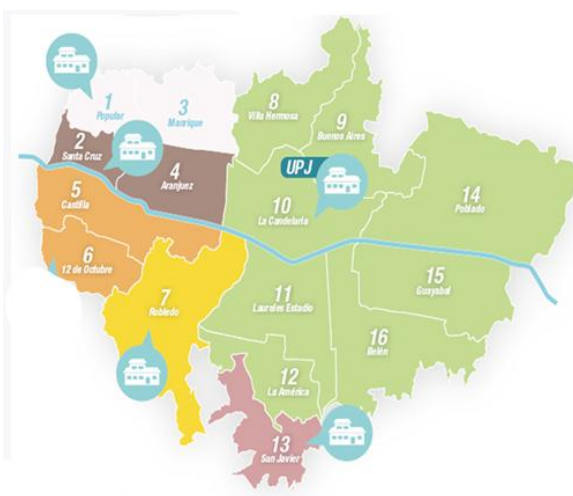 1
Popular
3
Manrique
8
Villa Hermosa
9
Buenos Aires
2
Santa Cruz
4
Aranjuez
UPJ
14
Poblado
5
Castilla
10
La Candelaria
6
12 de Octubre
7
Robledo
11
Laureles Estadio
15
Guayabal
16
Belén
12
La América
13
San Javier